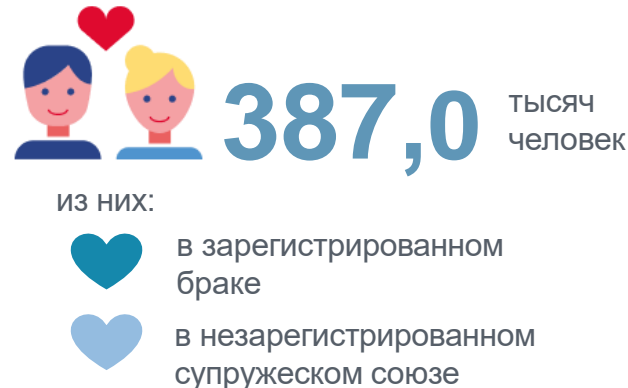 387,0 тысяч
человек
из них:
в зарегистрированном
браке
в незарегистрированном
супружеском союзе